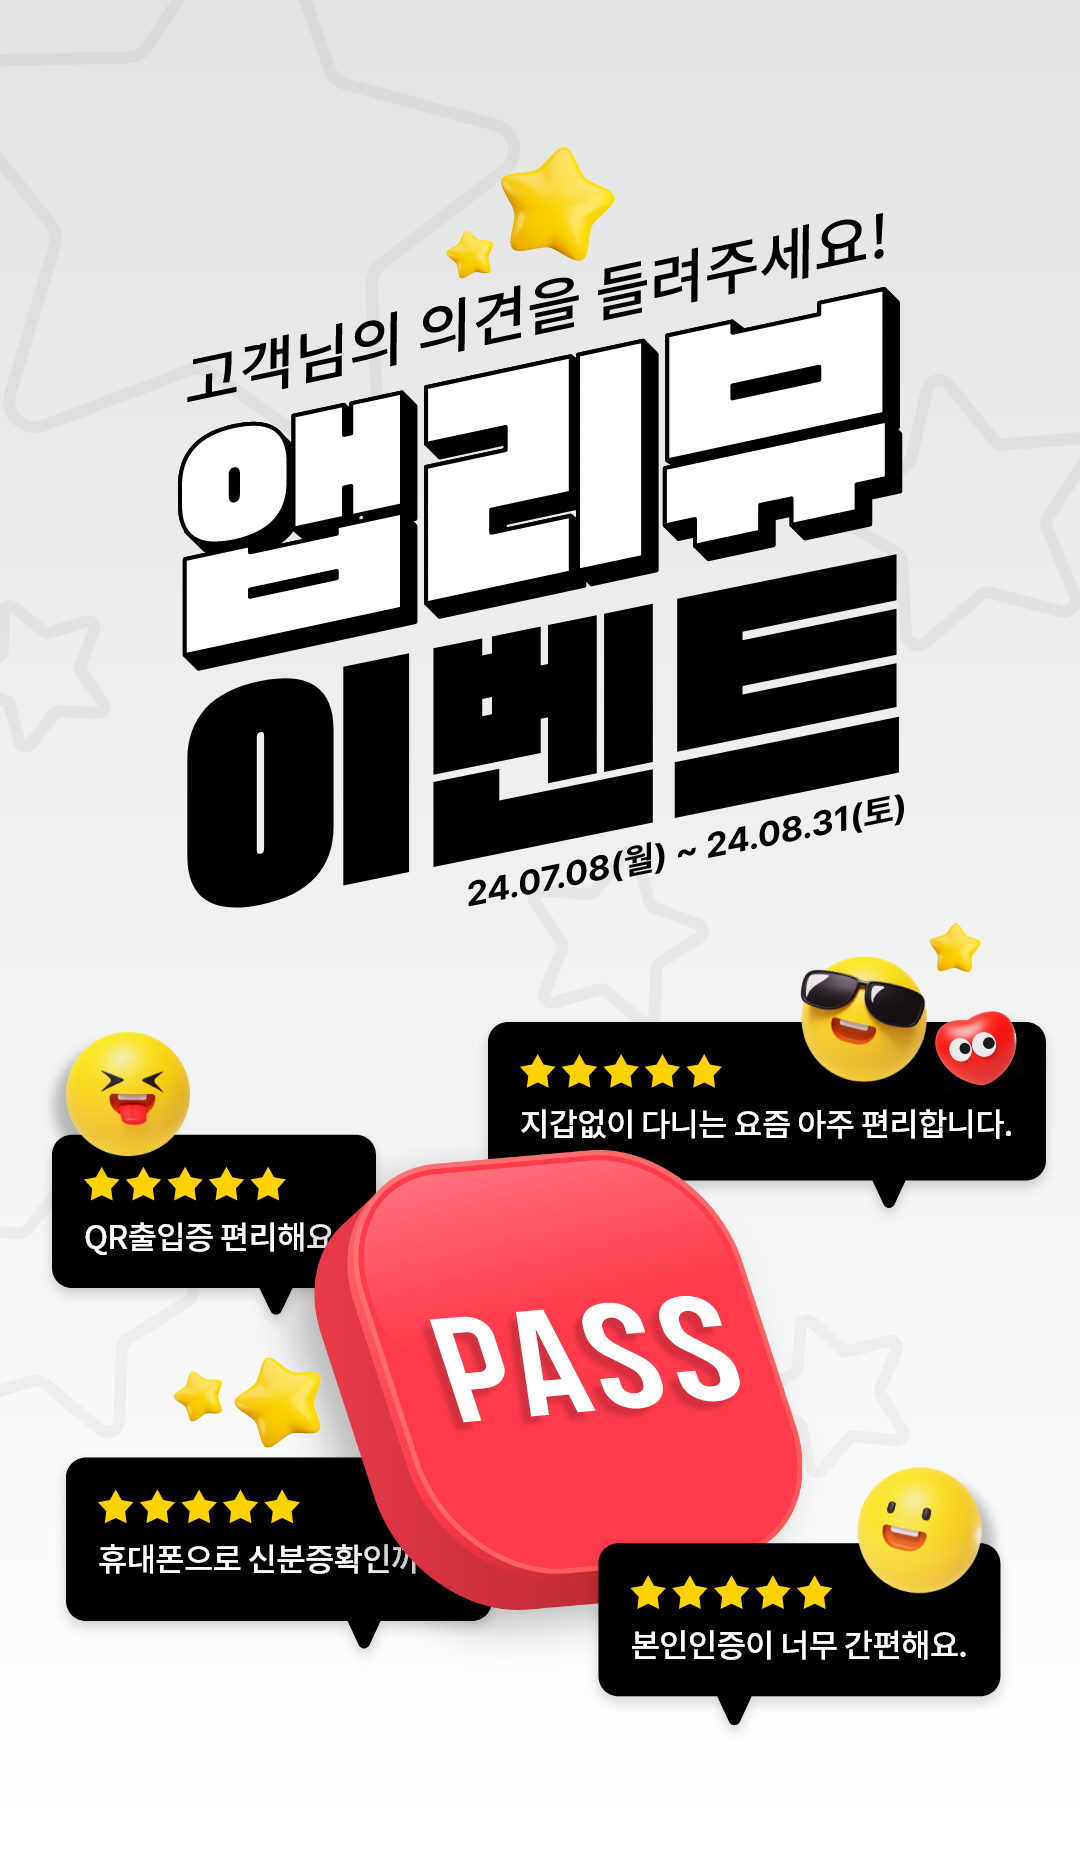 고객님의 의견을 들려주세요!
앱리뷰
이벤트
24.07.08(월) ~ 24.08.31(토)
지갑없이 다니는 요즘 아주 편리합니다.
QR출입증 편리해요
PASS
휴대폰으로 신분증확인까
본인인증이 너무 간편해요.